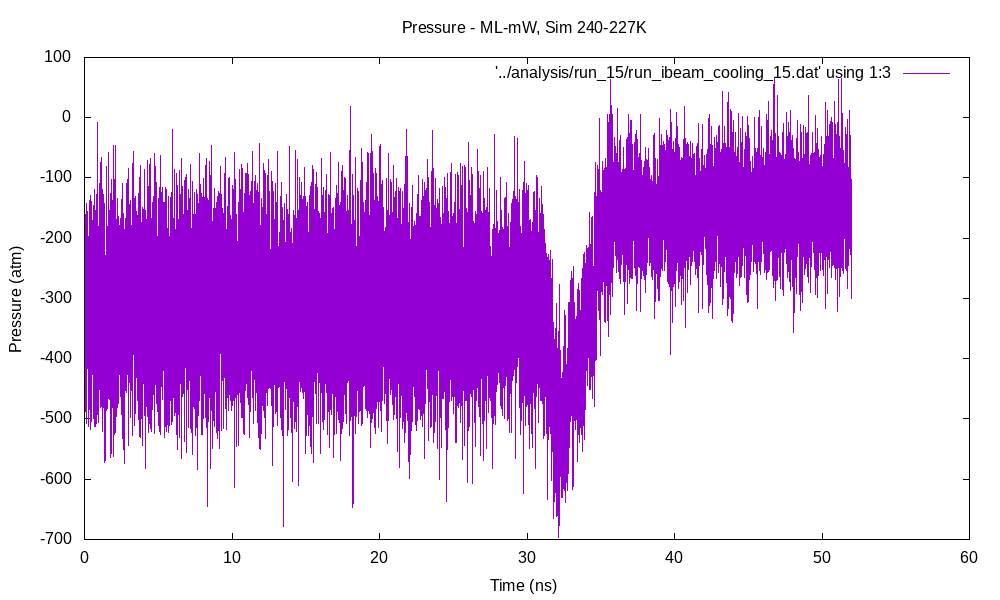 Pressure - ML-mW, Sim 240-227K
'../analysis/run_15/run_ibeam_cooling_15.dat' using 1:3
100
0
-100
-200
-300
-400
-500
-600
-700
Pressure (atm)
0 10 20 30 40 50 60
Time (ns)